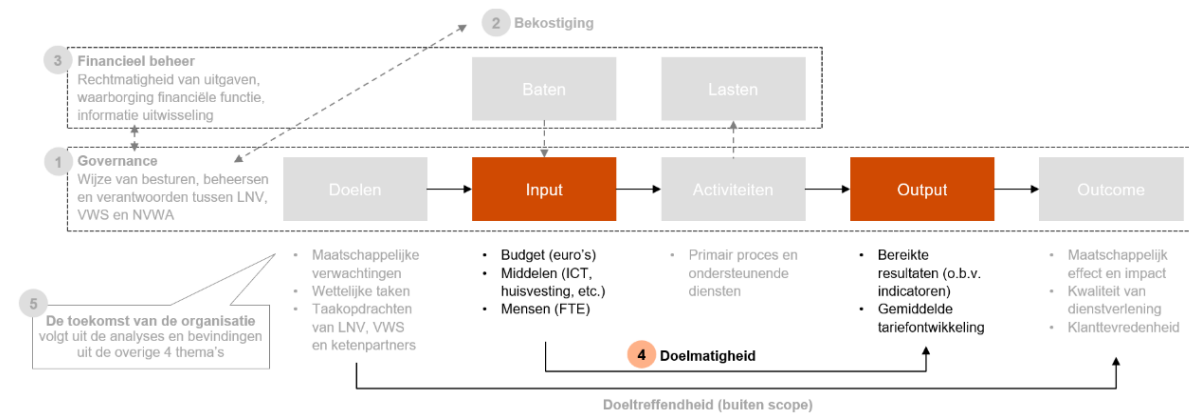 2 Bekostiging
3 Financieel beheer
Rechtmatigheid van uitgaven,
waarborging financiële functie,
informatie uitwisseling
Baten
Lasten
1 Governance
Wijze van besturen, beheersen
en verantwoorden tussen LNV,
VWS en NVWA
Doelen
Input
Activiteiten
Output
Outcome
• Maatschappelijke
verwachtingen
• Wettelijke taken
• Taakopdrachten
van LNV, VWS
en ketenpartners
• Budget (euro's)
• Middelen (ICT,
huisvesting, etc.)
• Mensen (FTE)
• Primair proces en
ondersteunende
diensten
• Bereikte
resultaten (o.b.v.
indicatoren)
• Gemiddelde
tariefontwikkeling
• Maatschappelijk
effect en impact
• Kwaliteit van
dienstverlening
• Klanttevredenheid
5
De toekomst van de organisatie
volgt uit de analyses en bevindingen
uit de overige 4 thema's
4 Doelmatigheid
Doeltreffendheid (buiten scope)